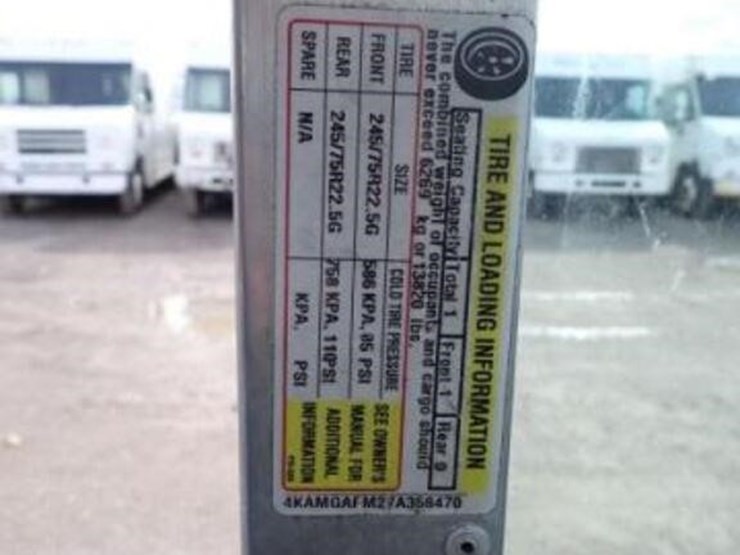 TIRE AND LOADING INFORMATION
Seating Capacity Total 1 Front 1 Rear 0
The combined weight of occupants and cargo should
never exceed 6269 kg or 13820 lbs.
TIRE SIZE COLD TIRE PRESSURE
FRONT 245/75R22.5G 586 KPA, 85 PSI
REAR 245/75R22.5G 758 KPA, 110PSI
SPARE N/A KPA, PSI
SEE OWNER'S
MANUAL FOR
ADDITIONAL
INFORMATION